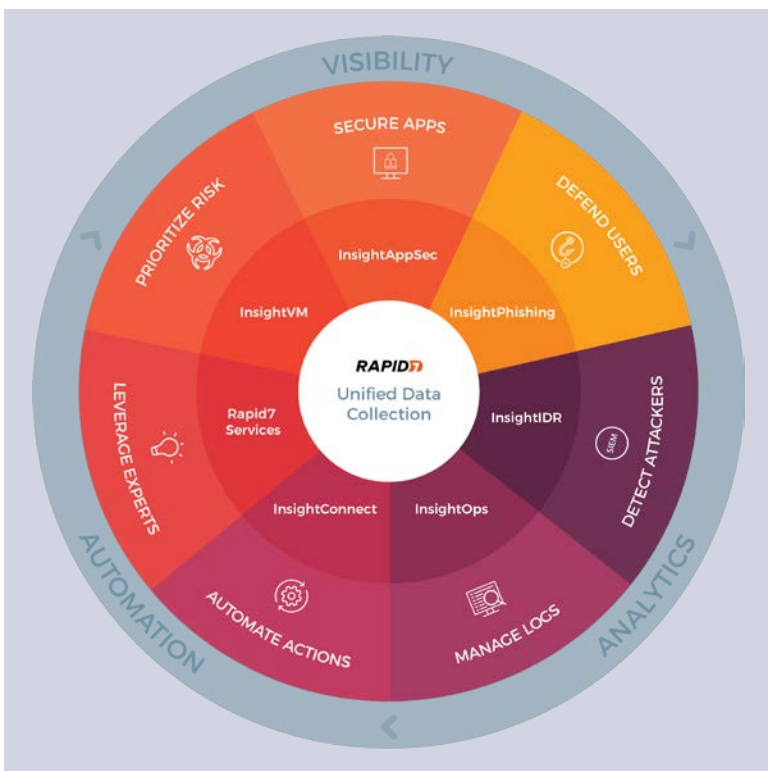 VISIBILITY
SECURE APPS
InsightAppSec
DEFEND USERS
InsightPhishing
DETECT ATTACKERS
SIEM
InsightIDR
MANAGE LOGS
InsightOps
AUTOMATE ACTIONS
InsightConnect
LEVERAGE EXPERTS
Rapid7
Services
PRIORITIZE RISK
InsightVM
RAPID7
Unified Data
Collection
ANALYTICS
AUTOMATION